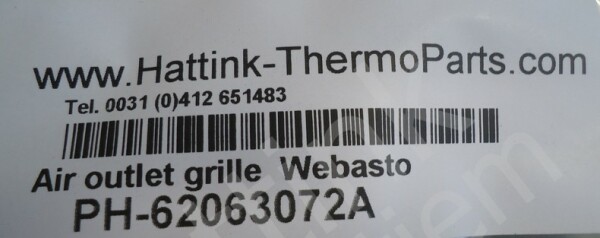 www.Hattink-ThermoParts.com
Tel. 0031 (0)412 651483
Air outlet grille Webasto
PH-62063072A